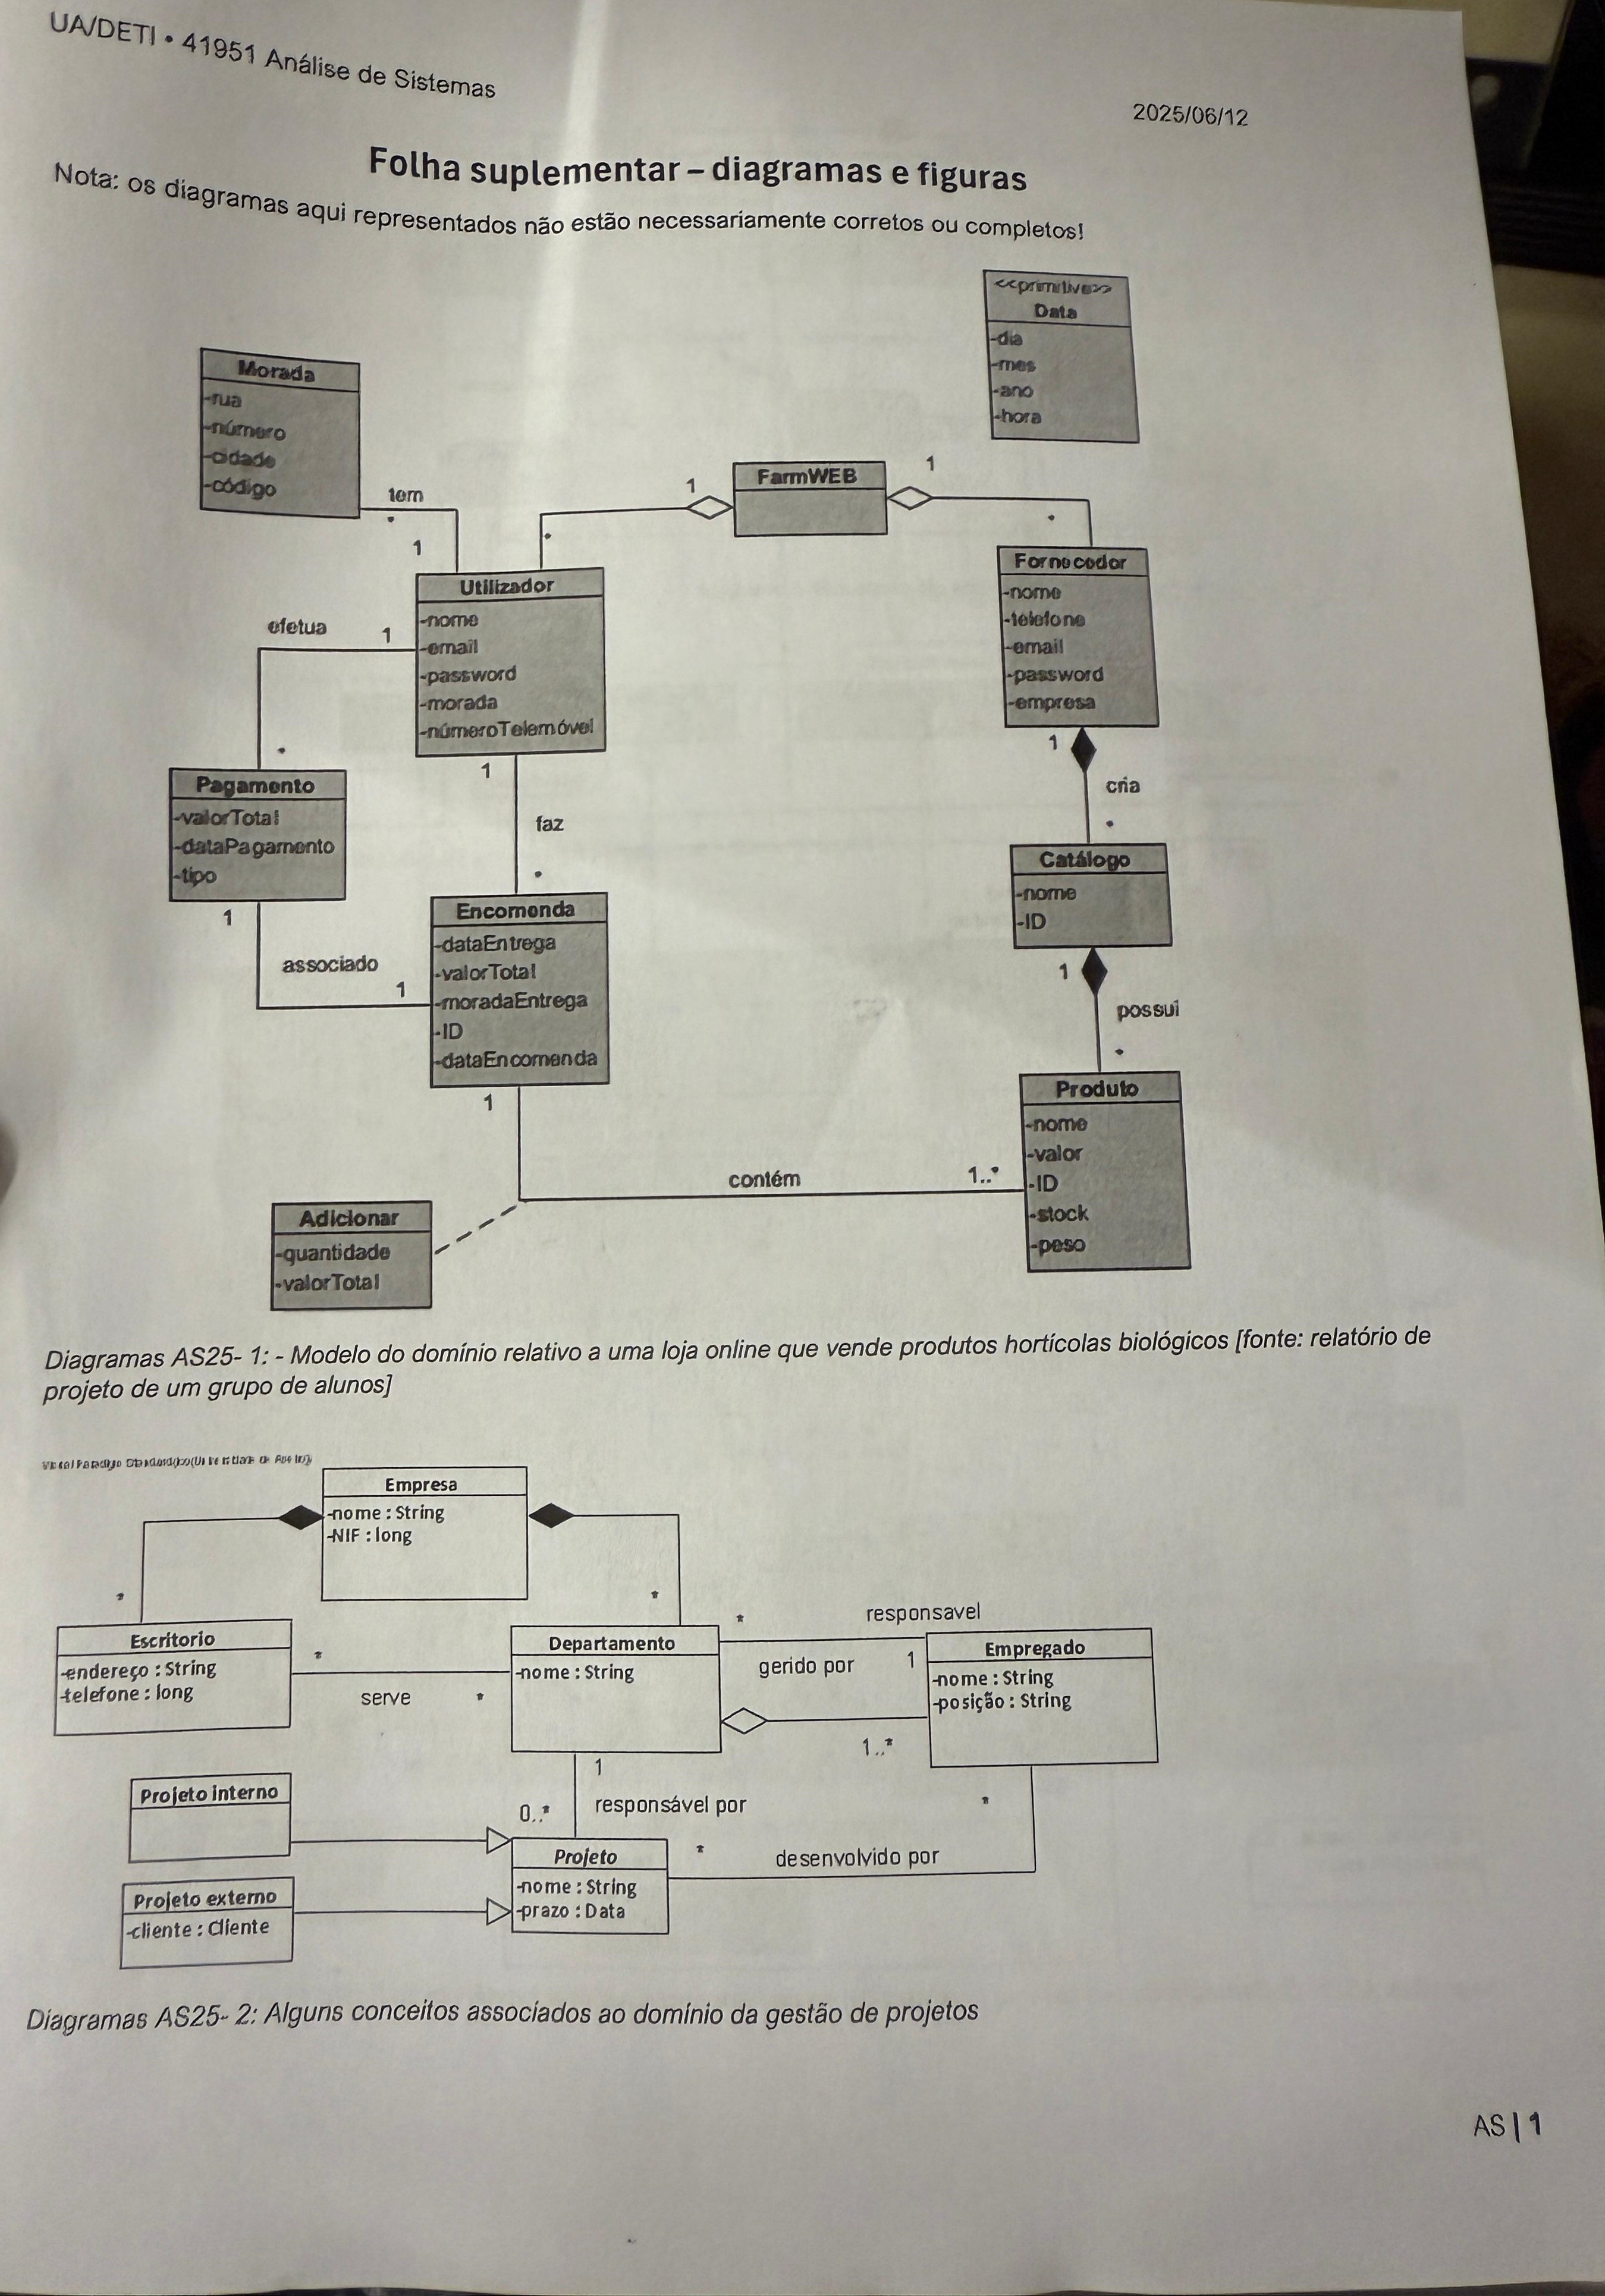 UA/DETI • 41951 Análise de Sistemas
2025/06/12
Folha suplementar – diagramas e figuras
Nota: os diagramas aqui representados não estão necessariamente corretos ou completos!
<<primitive>>
Data
-dia
-mes
-ano
-hora
Morada
-rua
-número
-cidade
-código
tem
*
1
1
FarmWEB
1
*
*
Utilizador
-nome
-email
-password
-morada
-númeroTelemóvel
Fornecedor
-nome
-telefone
-email
-password
-empresa
efetua
1
*
1
faz
*
1
cria
*
Pagamento
-valorTotal
-dataPagamento
-tipo
1
associado
1
Encomenda
-dataEntrega
-valorTotal
-moradaEntrega
-ID
-dataEncomenda
Catálogo
-nome
-ID
1
possui
*
1
contém
1..*
Produto
-nome
-valor
-ID
-stock
-peso
Adicionar
-quantidade
-valorTotal
Diagramas AS25- 1: - Modelo do domínio relativo a uma loja online que vende produtos hortícolas biológicos [fonte: relatório de
projeto de um grupo de alunos]
Empresa
-nome : String
-NIF : long
*
*
Escritorio
-endereço : String
-telefone : long
*
serve
*
Departamento
-nome : String
*
responsavel
gerido por
1
Empregado
-nome : String
-posição : String
1..*
1
0..*
responsável por
*
Projeto interno
Projeto externo
-cliente : Cliente
Projeto
-nome : String
-prazo : Data
*
desenvolvido por
Diagramas AS25- 2: Alguns conceitos associados ao domínio da gestão de projetos
AS | 1